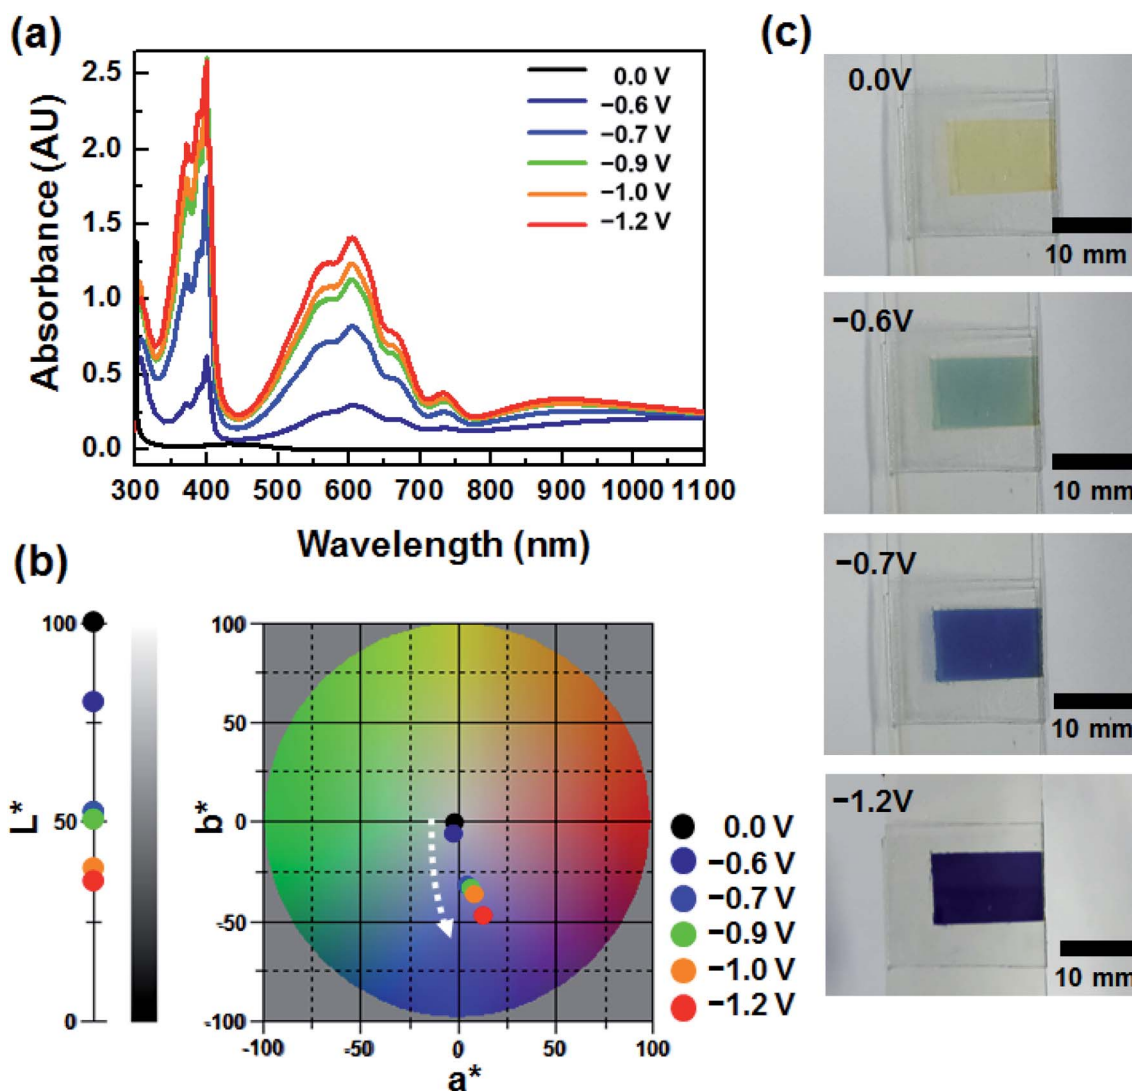 (a)
Absorbance (AU)
2.5
2.0
1.5
1.0
0.5
0.0
0.0 V
−0.6 V
−0.7 V
−0.9 V
−1.0 V
−1.2 V
300 400 500 600 700 800 900 1000 1100
Wavelength (nm)
(b)
L*
100
50
0
b*
100
50
0
-50
-100
-100 -50 0 50 100
a*
0.0 V
−0.6 V
−0.7 V
−0.9 V
−1.0 V
−1.2 V
(c)
0.0V
10 mm
−0.6V
10 mm
−0.7V
10 mm
−1.2V
10 mm